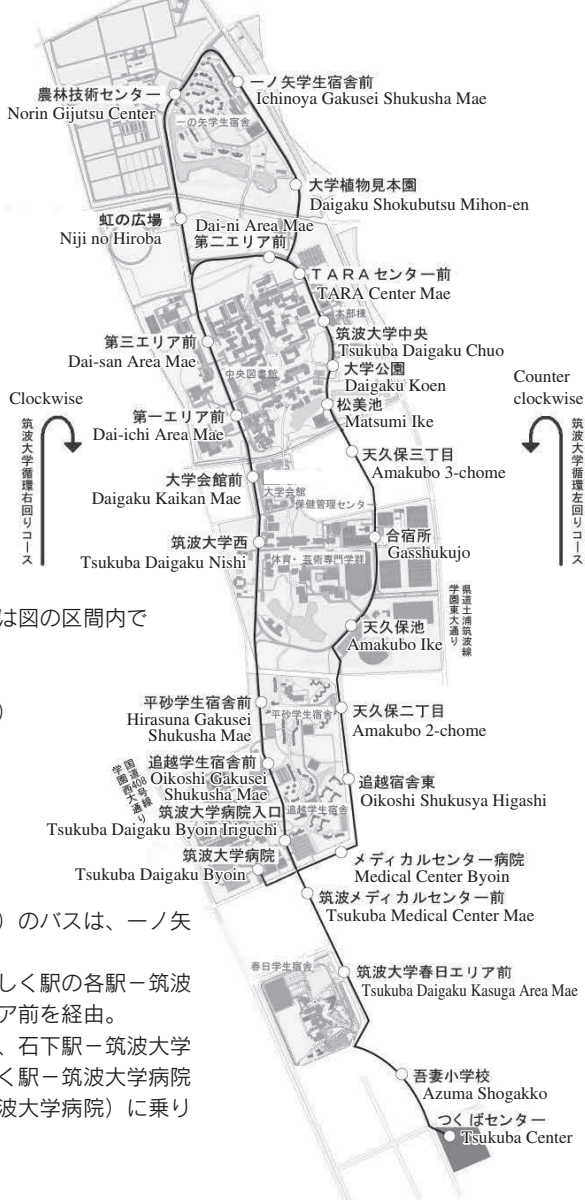 農林技術センター
Norin Gijutsu Center
一ノ矢学生宿舎前
Ichinoya Gakusei Shukusha Mae
一の矢学生宿舎
大学植物見本園
Daigaku Shokubutsu Mihon-en
虹の広場
Niji no Hiroba
Dai-ni Area Mae
第二エリア前
TARAセンター前
TARA Center Mae
本部棟
筑波大学中央
Tsukuba Daigaku Chuo
第三エリア前
Dai-san Area Mae
中央図書館
大学公園
Daigaku Koen
松美池
Matsumi Ike
Clockwise
筑波大学循環右回りコース
Counter
clockwise
筑波大学循環左回りコース
第一エリア前
Dai-ichi Area Mae
天久保三丁目
Amakubo 3-chome
大学会館前
Daigaku Kaikan Mae
大学会館
保健管理センター
筑波大学西
Tsukuba Daigaku Nishi
合宿所
Gasshukujo
体育・芸術専門学群
県道土浦筑波線
学園東大通り
は図の区間内で
天久保池
Amakubo Ike
)
平砂学生宿舎前
Hirasuna Gakusei
Shukusha Mae
平砂学生宿舎
天久保二丁目
Amakubo 2-chome
国道408号線
学園西大通り
追越学生宿舎前
Oikoshi Gakusei
Shukusha Mae
追越宿舎東
Oikoshi Shukusya Higashi
追越学生宿舎
筑波大学病院入口
Tsukuba Daigaku Byoin Iriguchi
筑波大学病院
Tsukuba Daigaku Byoin
メディカルセンター病院
Medical Center Byoin
筑波メディカルセンター前
Tsukuba Medical Center Mae
)のバスは、一ノ矢
しく駅の各駅－筑波
ア前を経由。
、石下駅－筑波大学
く駅－筑波大学病院
波大学病院)に乗り
春日学生宿舎
筑波大学春日エリア前
Tsukuba Daigaku Kasuga Area Mae
吾妻小学校
Azuma Shogakko
つくばセンター
Tsukuba Center